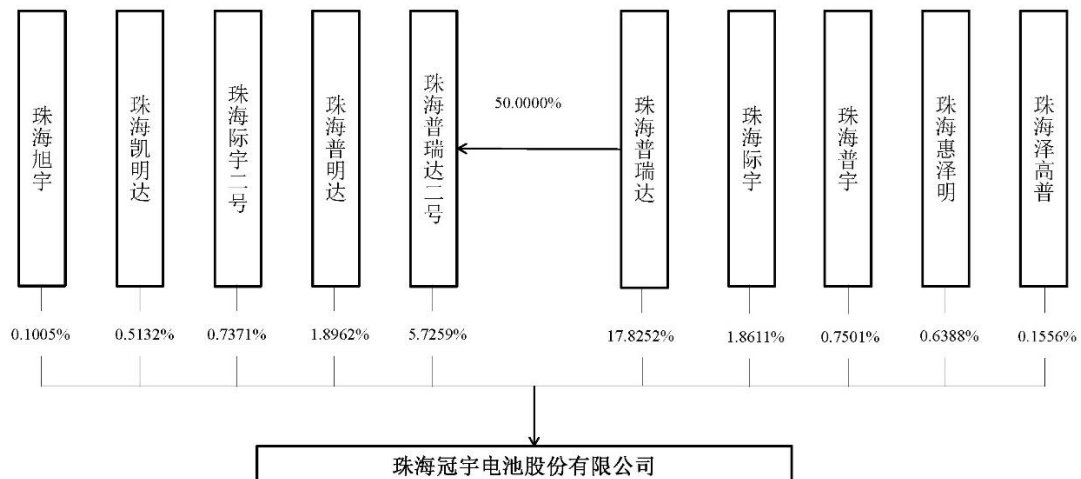 珠海旭宇
珠海凯明达
珠海际宇二号
珠海普明达
珠海普瑞达二号
50.0000%
珠海普瑞达
珠海际宇
珠海普宇
珠海惠泽明
珠海泽高普
0.1005%
0.5132%
0.7371%
1.8962%
5.7259%
17.8252%
1.8611%
0.7501%
0.6388%
0.1556%
珠海冠宇电池股份有限公司